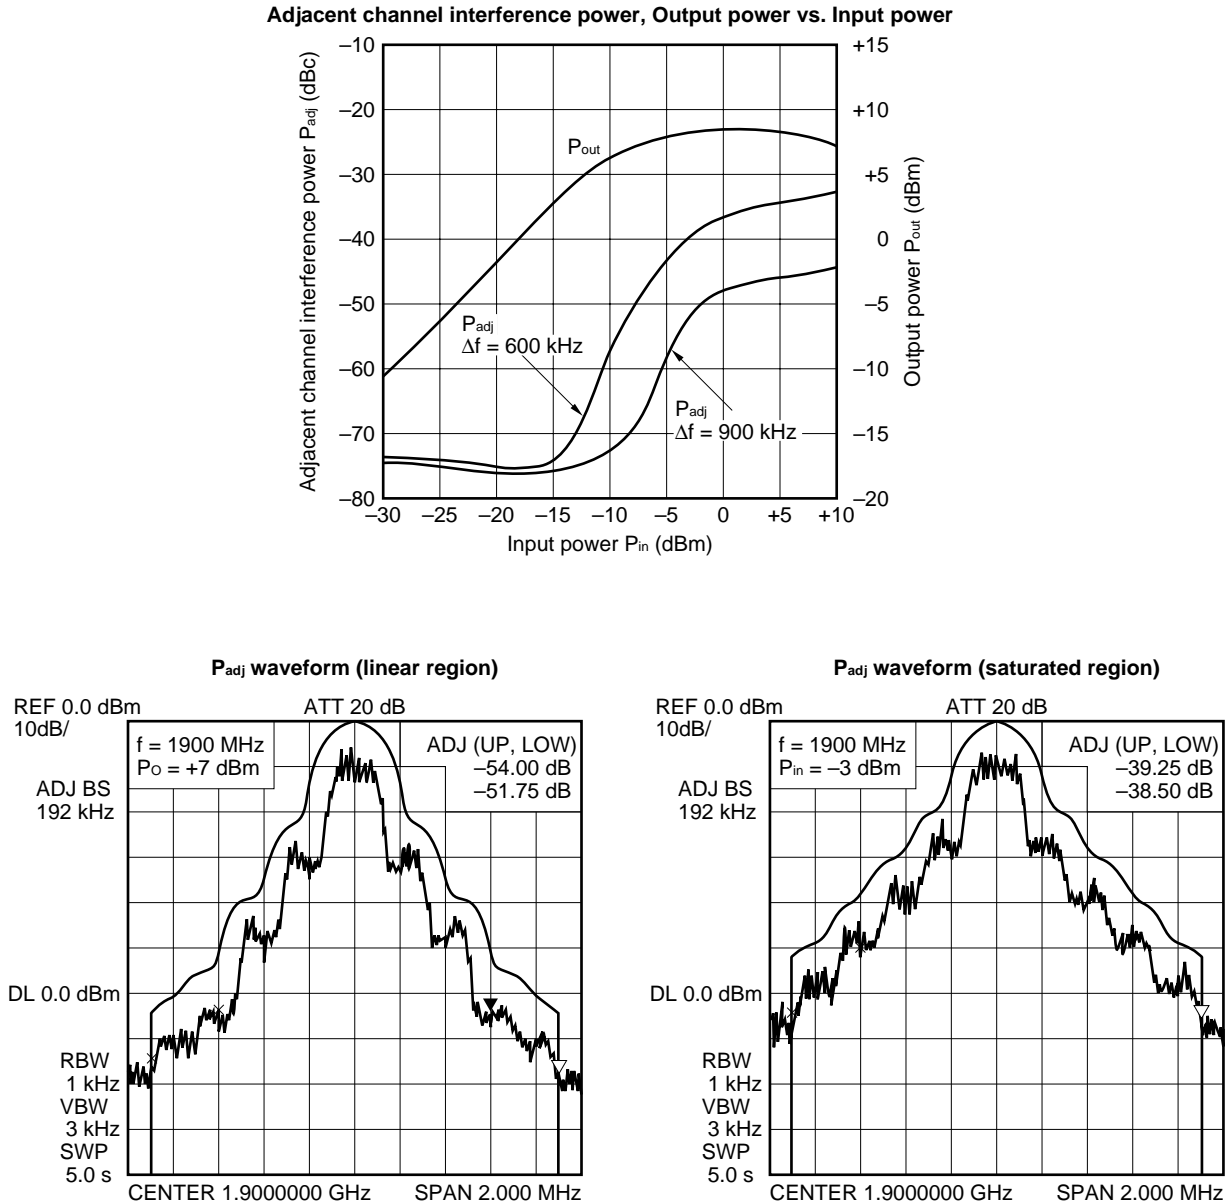 Adjacent channel interference power, Output power vs. Input power
Adjacent channel interference power Padj (dBc)
–10
–20
–30
–40
–50
–60
–70
–80
+15
+10
+5
0
–5
–10
–15
–20
Output power Pout (dBm)
Pout
Padj
Δf = 600 kHz
Padj
Δf = 900 kHz
–30 –25 –20 –15 –10 –5 0 +5 +10
Input power Pin (dBm)
Padj waveform (linear region)
REF 0.0 dBm ATT 20 dB
10dB/
f = 1900 MHz
PO = +7 dBm
ADJ (UP, LOW)
–54.00 dB
–51.75 dB
ADJ BS
192 kHz
DL 0.0 dBm
RBW
1 kHz
VBW
3 kHz
SWP
5.0 s
CENTER 1.9000000 GHz SPAN 2.000 MHz
Padj waveform (saturated region)
REF 0.0 dBm ATT 20 dB
10dB/
f = 1900 MHz
Pin = –3 dBm
ADJ (UP, LOW)
–39.25 dB
–38.50 dB
ADJ BS
192 kHz
DL 0.0 dBm
RBW
1 kHz
VBW
3 kHz
SWP
5.0 s
CENTER 1.9000000 GHz SPAN 2.000 MHz